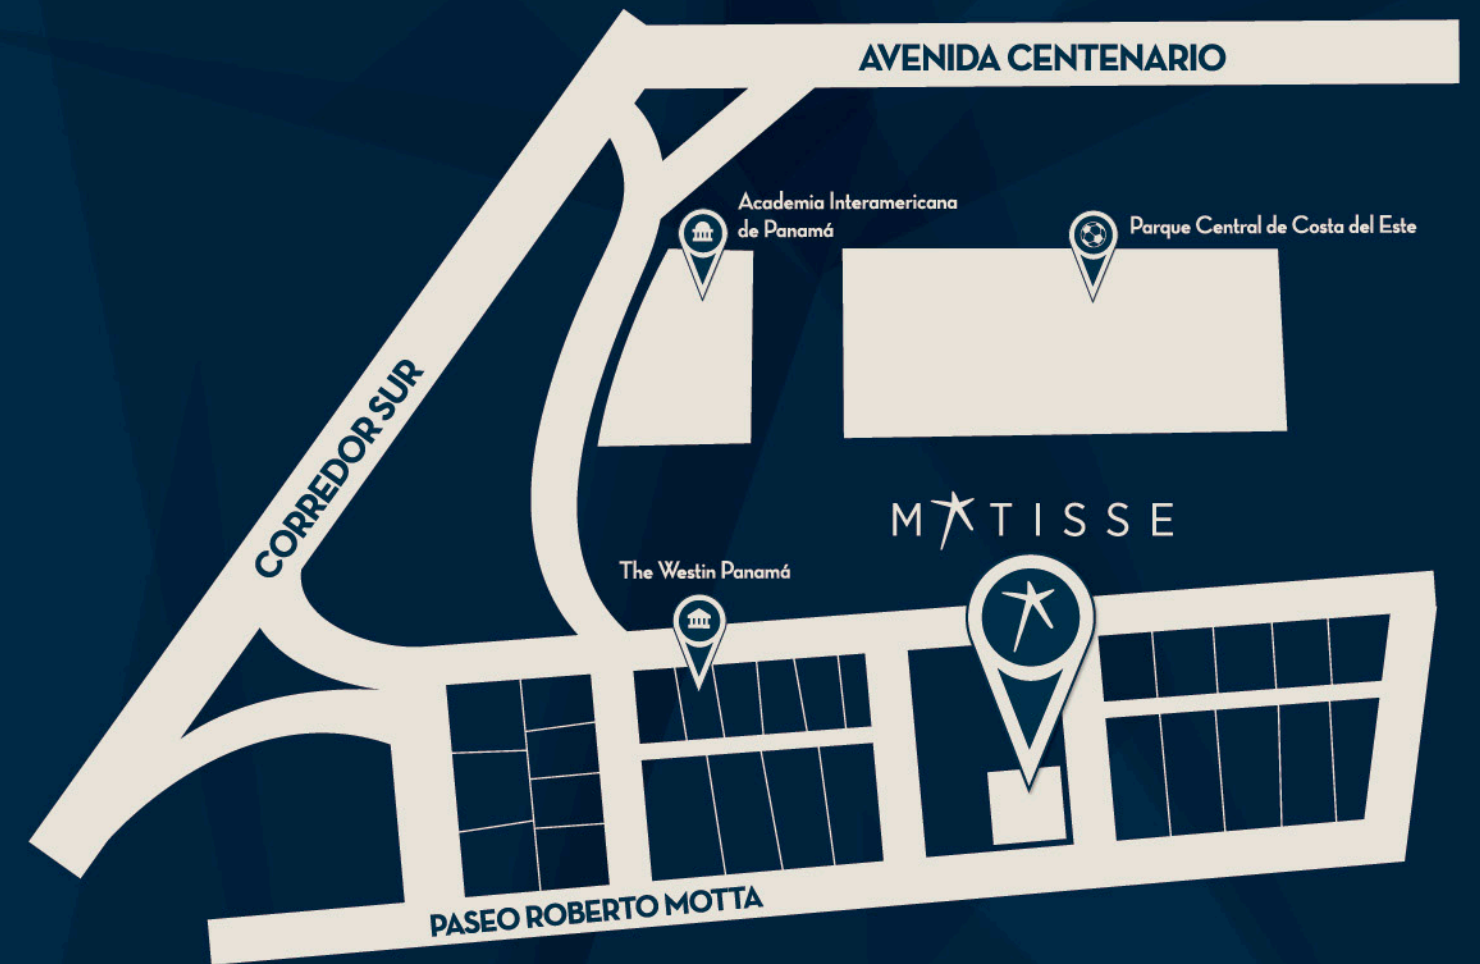 AVENIDA CENTENARIO
Academia Interamericana
de Panamá
Parque Central de Costa del Este
CORREDOR SUR
MATISSE
The Westin Panamá
PASEO ROBERTO MOTTA